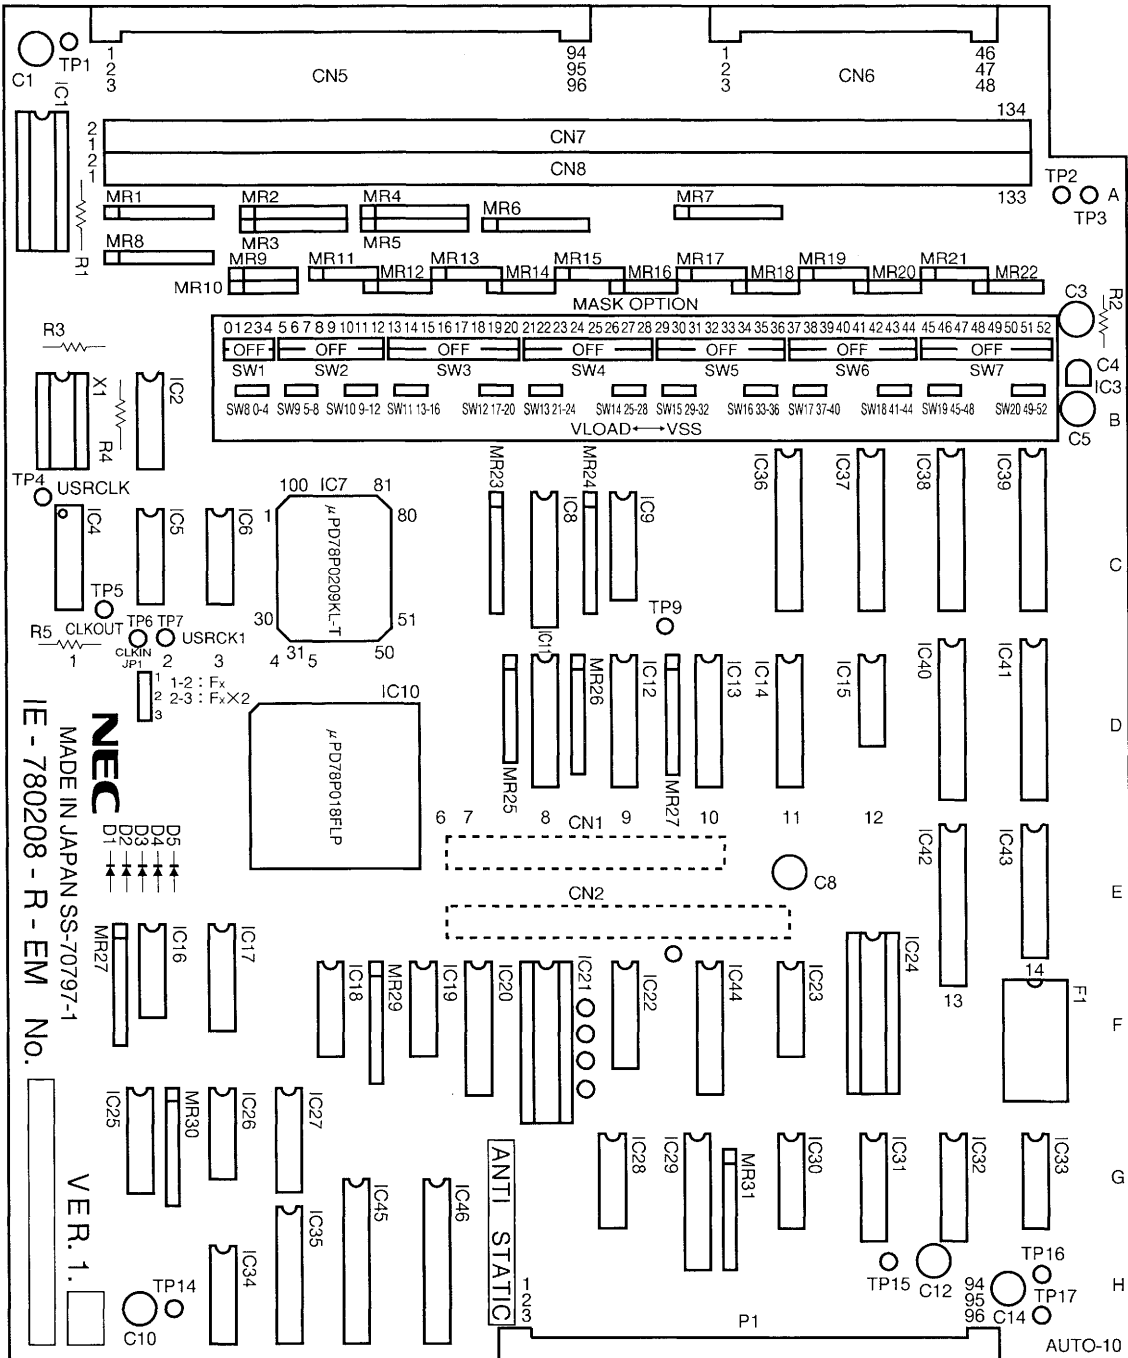 C1 TP1
1 94
2 95
3 96
CN5
1 46
2 47
3 48
CN6
IC1
134
2
1 CN7
2
1 CN8
133
TP2
TP3
A
MR1 MR2 MR4 MR6 MR7
MR8 MR3 MR5
R1
MR9 MR11 MR13 MR15 MR17 MR19 MR21
MR10 MR12 MR14 MR16 MR18 MR20 MR22
MASK OPTION
C3 R2
0 1 2 3 4 5 6 7 8 9 10 11 12 13 14 15 16 17 18 19 20 21 22 23 24 25 26 27 28 29 30 31 32 33 34 35 36 37 38 39 40 41 42 43 44 45 46 47 48 49 50 51 52
OFF OFF OFF OFF OFF OFF OFF
SW1 SW2 SW3 SW4 SW5 SW6 SW7
SW8 0-4 SW9 5-8 SW10 9-12 SW11 13-16 SW12 17-20 SW13 21-24 SW14 25-28 SW15 29-32 SW16 33-36 SW17 37-40 SW18 41-44 SW19 45-48 SW20 49-52
VLOAD↔VSS
C4
IC3
C5
B
R3
X1 R4 IC2
TP4
USRCLK
IC4 IC5 IC6
100 IC7 81
1 80
μPD78P0209KL-T
30 51
31 50
MR23 IC8 MR24 IC9
IC36 IC37 IC38 IC39
C
TP5
CLKOUT
R5
TP6 TP7
USRCK1
CLKIN
JP1
1 2 3 4 5
TP9
1 1-2 : Fx
2 2-3 : Fx×2
3
IC10
μPD78P018FLP
IC11 MR26 IC12 IC13 IC14 IC15 IC40 IC41
MR25 MR27
D
6 7 8 CN1 9 10 11 12
NEC
MADE IN JAPAN SS-70797-1
IE - 780208 - R - EM No.
D1 D2 D3 D4 D5
CN2
C8
IC42 IC43
E
MR27 IC16 IC17
IC18 MR29 IC19 IC20 IC21 IC22 IC44 IC23 IC24
13 14
F1
F
IC25 MR30 IC26 IC27
IC28 IC29 MR31 IC30 IC31 IC32 IC33
G
VER. 1.
IC34 IC35 IC45 IC46
ANTI STATIC
C10 TP14
TP15 C12 C14
TP16
TP17
H
1 94
2 95
3 96
P1
AUTO-10